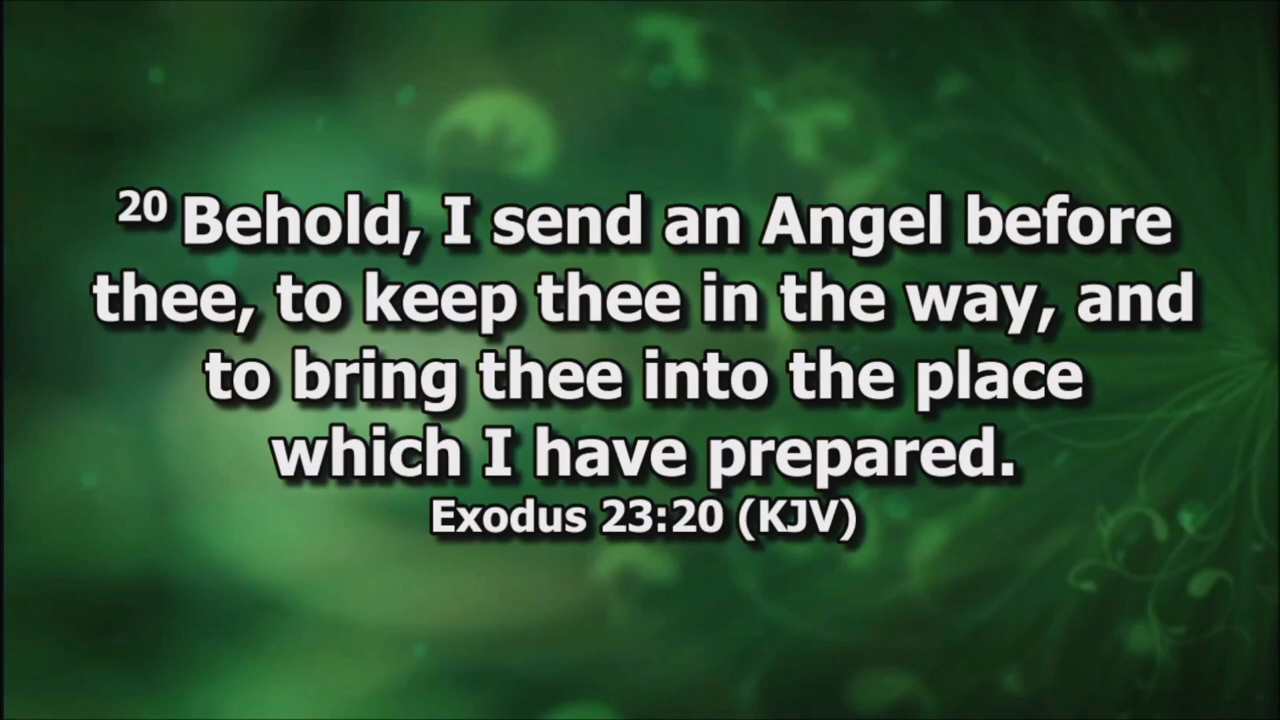 20 Behold, I send an Angel before
thee, to keep thee in the way, and
to bring thee into the place
which I have prepared.
Exodus 23:20 (KJV)